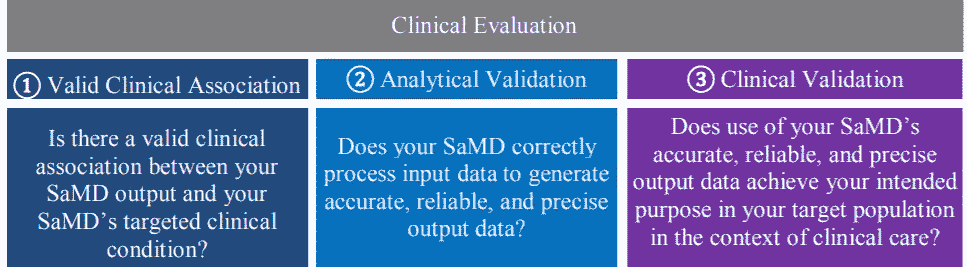 Clinical Evaluation
① Valid Clinical Association
② Analytical Validation
③ Clinical Validation
Is there a valid clinical
association between your
SaMD output and your
SaMD's targeted clinical
condition?
Does your SaMD correctly
process input data to generate
accurate, reliable, and precise
output data?
Does use of your SaMD's
accurate, reliable, and precise
output data achieve your intended
purpose in your target population
in the context of clinical care?